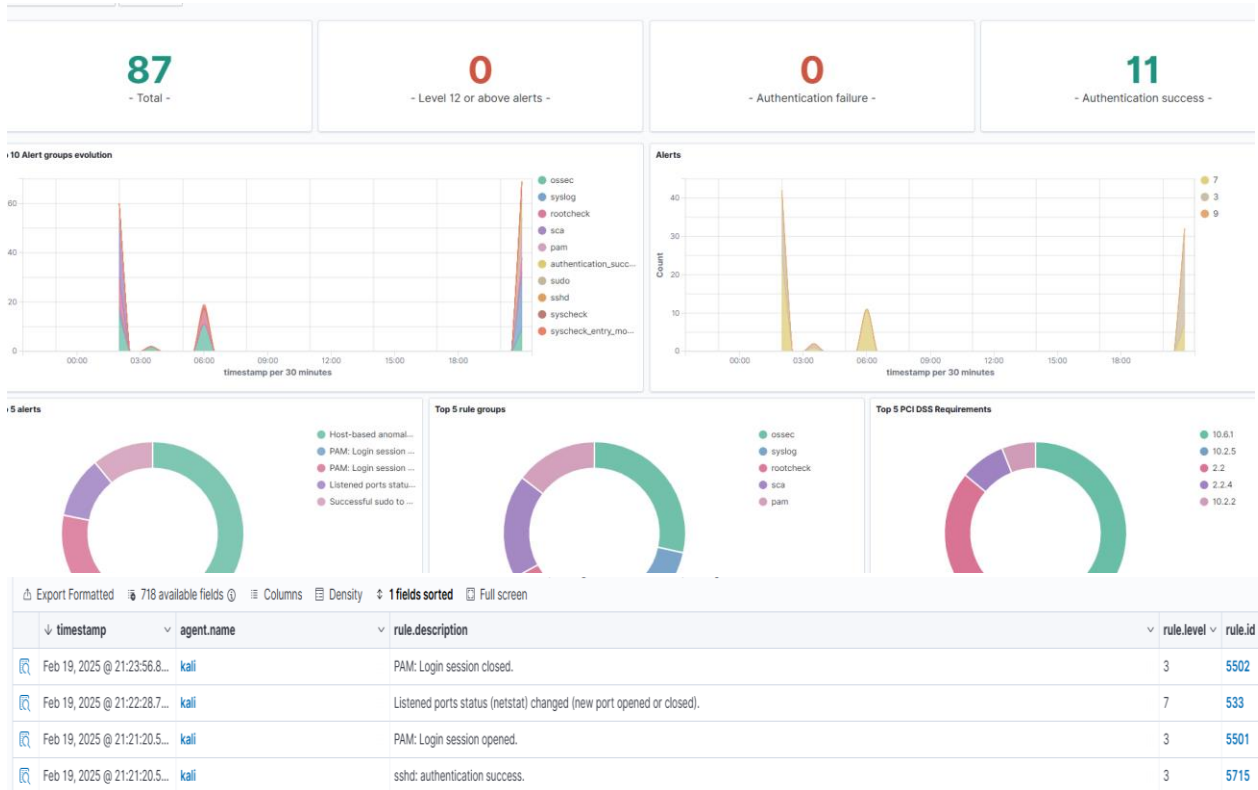 87
- Total -
0
- Level 12 or above alerts -
0
- Authentication failure -
11
- Authentication success -
10 Alert groups evolution
60
40
20
0
00:00 03:00 06:00 09:00 12:00 15:00 18:00
timestamp per 30 minutes
ossec
syslog
rootcheck
sca
pam
authentication_succ...
sudo
sshd
syscheck
syscheck_entry_mo...
Alerts
Count
40
30
20
10
0
00:00 03:00 06:00 09:00 12:00 15:00 18:00
timestamp per 30 minutes
7
3
9
5 alerts
Host-based anomal...
PAM: Login session ...
PAM: Login session ...
Listened ports statu...
Successful sudo to ...
Top 5 rule groups
ossec
syslog
rootcheck
sca
pam
Top 5 PCI DSS Requirements
10.6.1
10.2.5
2.2
2.2.4
10.2.2
Export Formatted 718 available fields Columns Density 1 fields sorted Full screen
timestamp agent.name rule.description rule.level rule.id
Feb 19, 2025 @ 21:23:56.8... kali PAM: Login session closed. 3 5502
Feb 19, 2025 @ 21:22:28.7... kali Listened ports status (netstat) changed (new port opened or closed). 7 533
Feb 19, 2025 @ 21:21:20.5... kali PAM: Login session opened. 3 5501
Feb 19, 2025 @ 21:21:20.5... kali sshd: authentication success. 3 5715